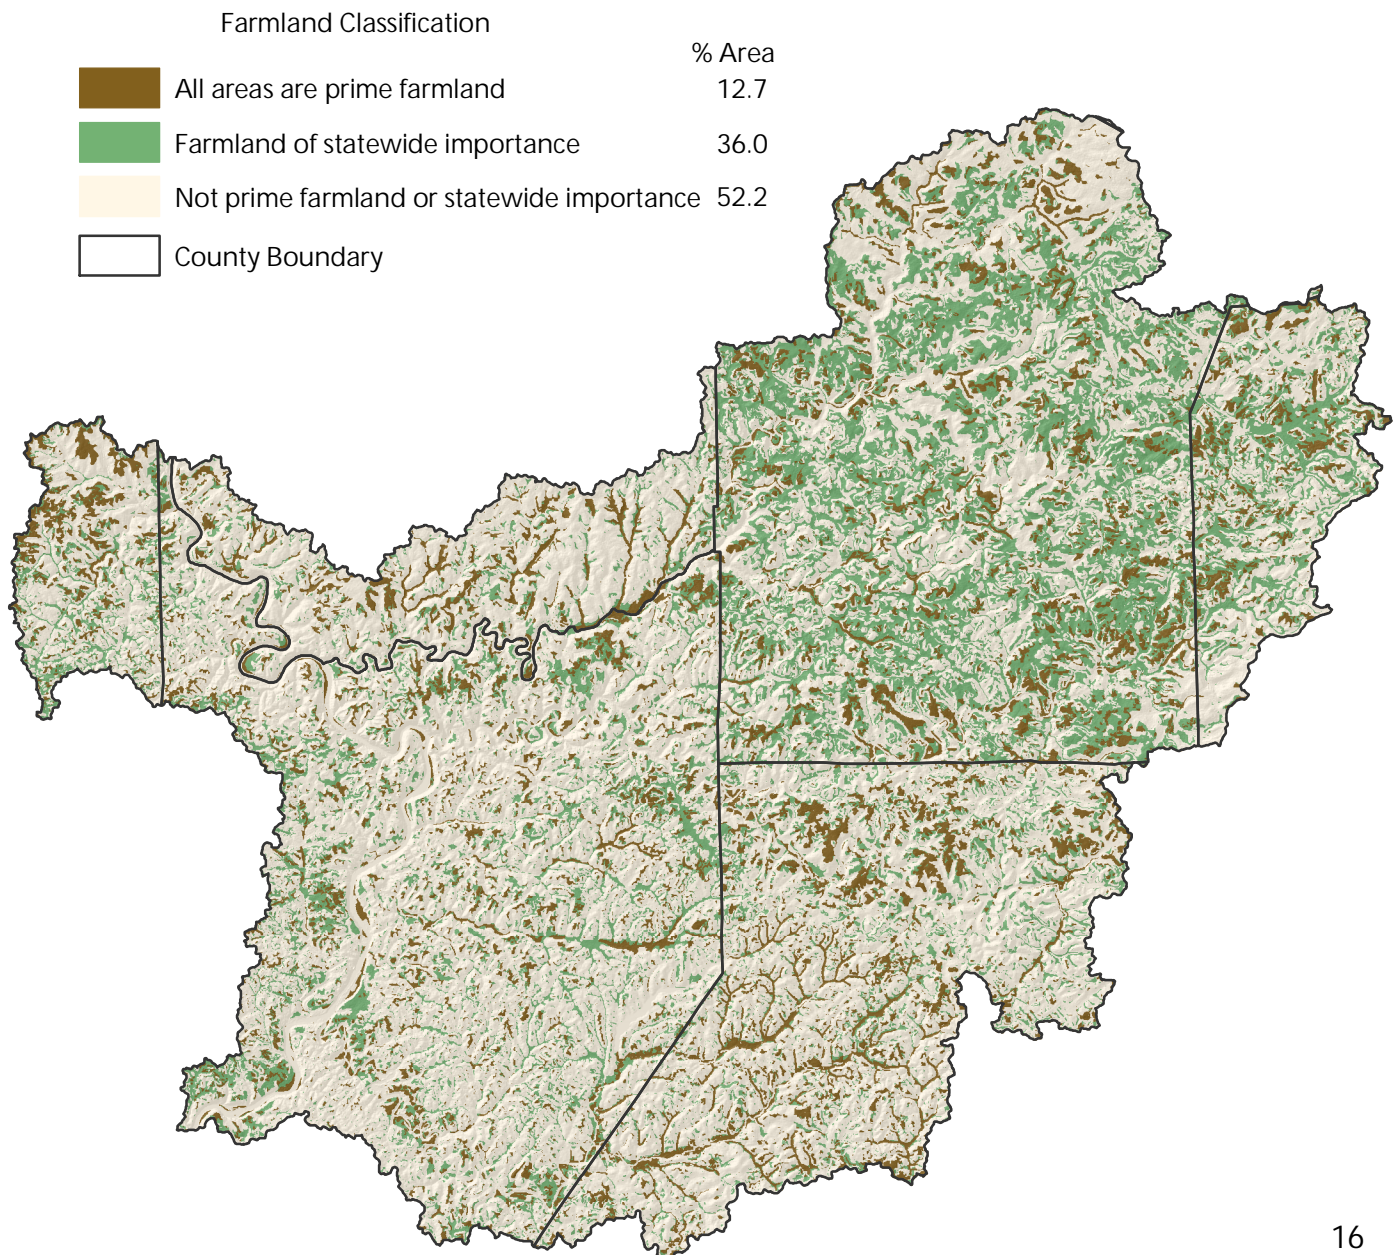 Farmland Classification
% Area
All areas are prime farmland 12.7
Farmland of statewide importance 36.0
Not prime farmland or statewide importance 52.2
County Boundary
16